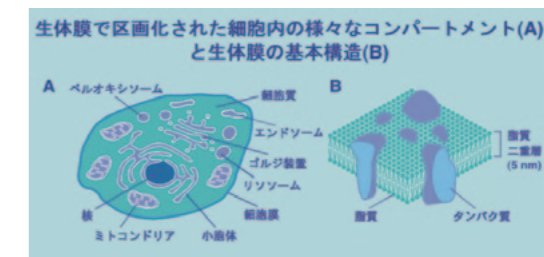 生体膜で区画化された細胞内の様々なコンパートメント(A)
と生体膜の基本構造(B)
A
ペルオキシソーム
細胞質
エンドソーム
ゴルジ装置
リソソーム
細胞膜
核
ミトコンドリア
小胞体
B
脂質
二重層
(5 nm)
脂質
タンパク質